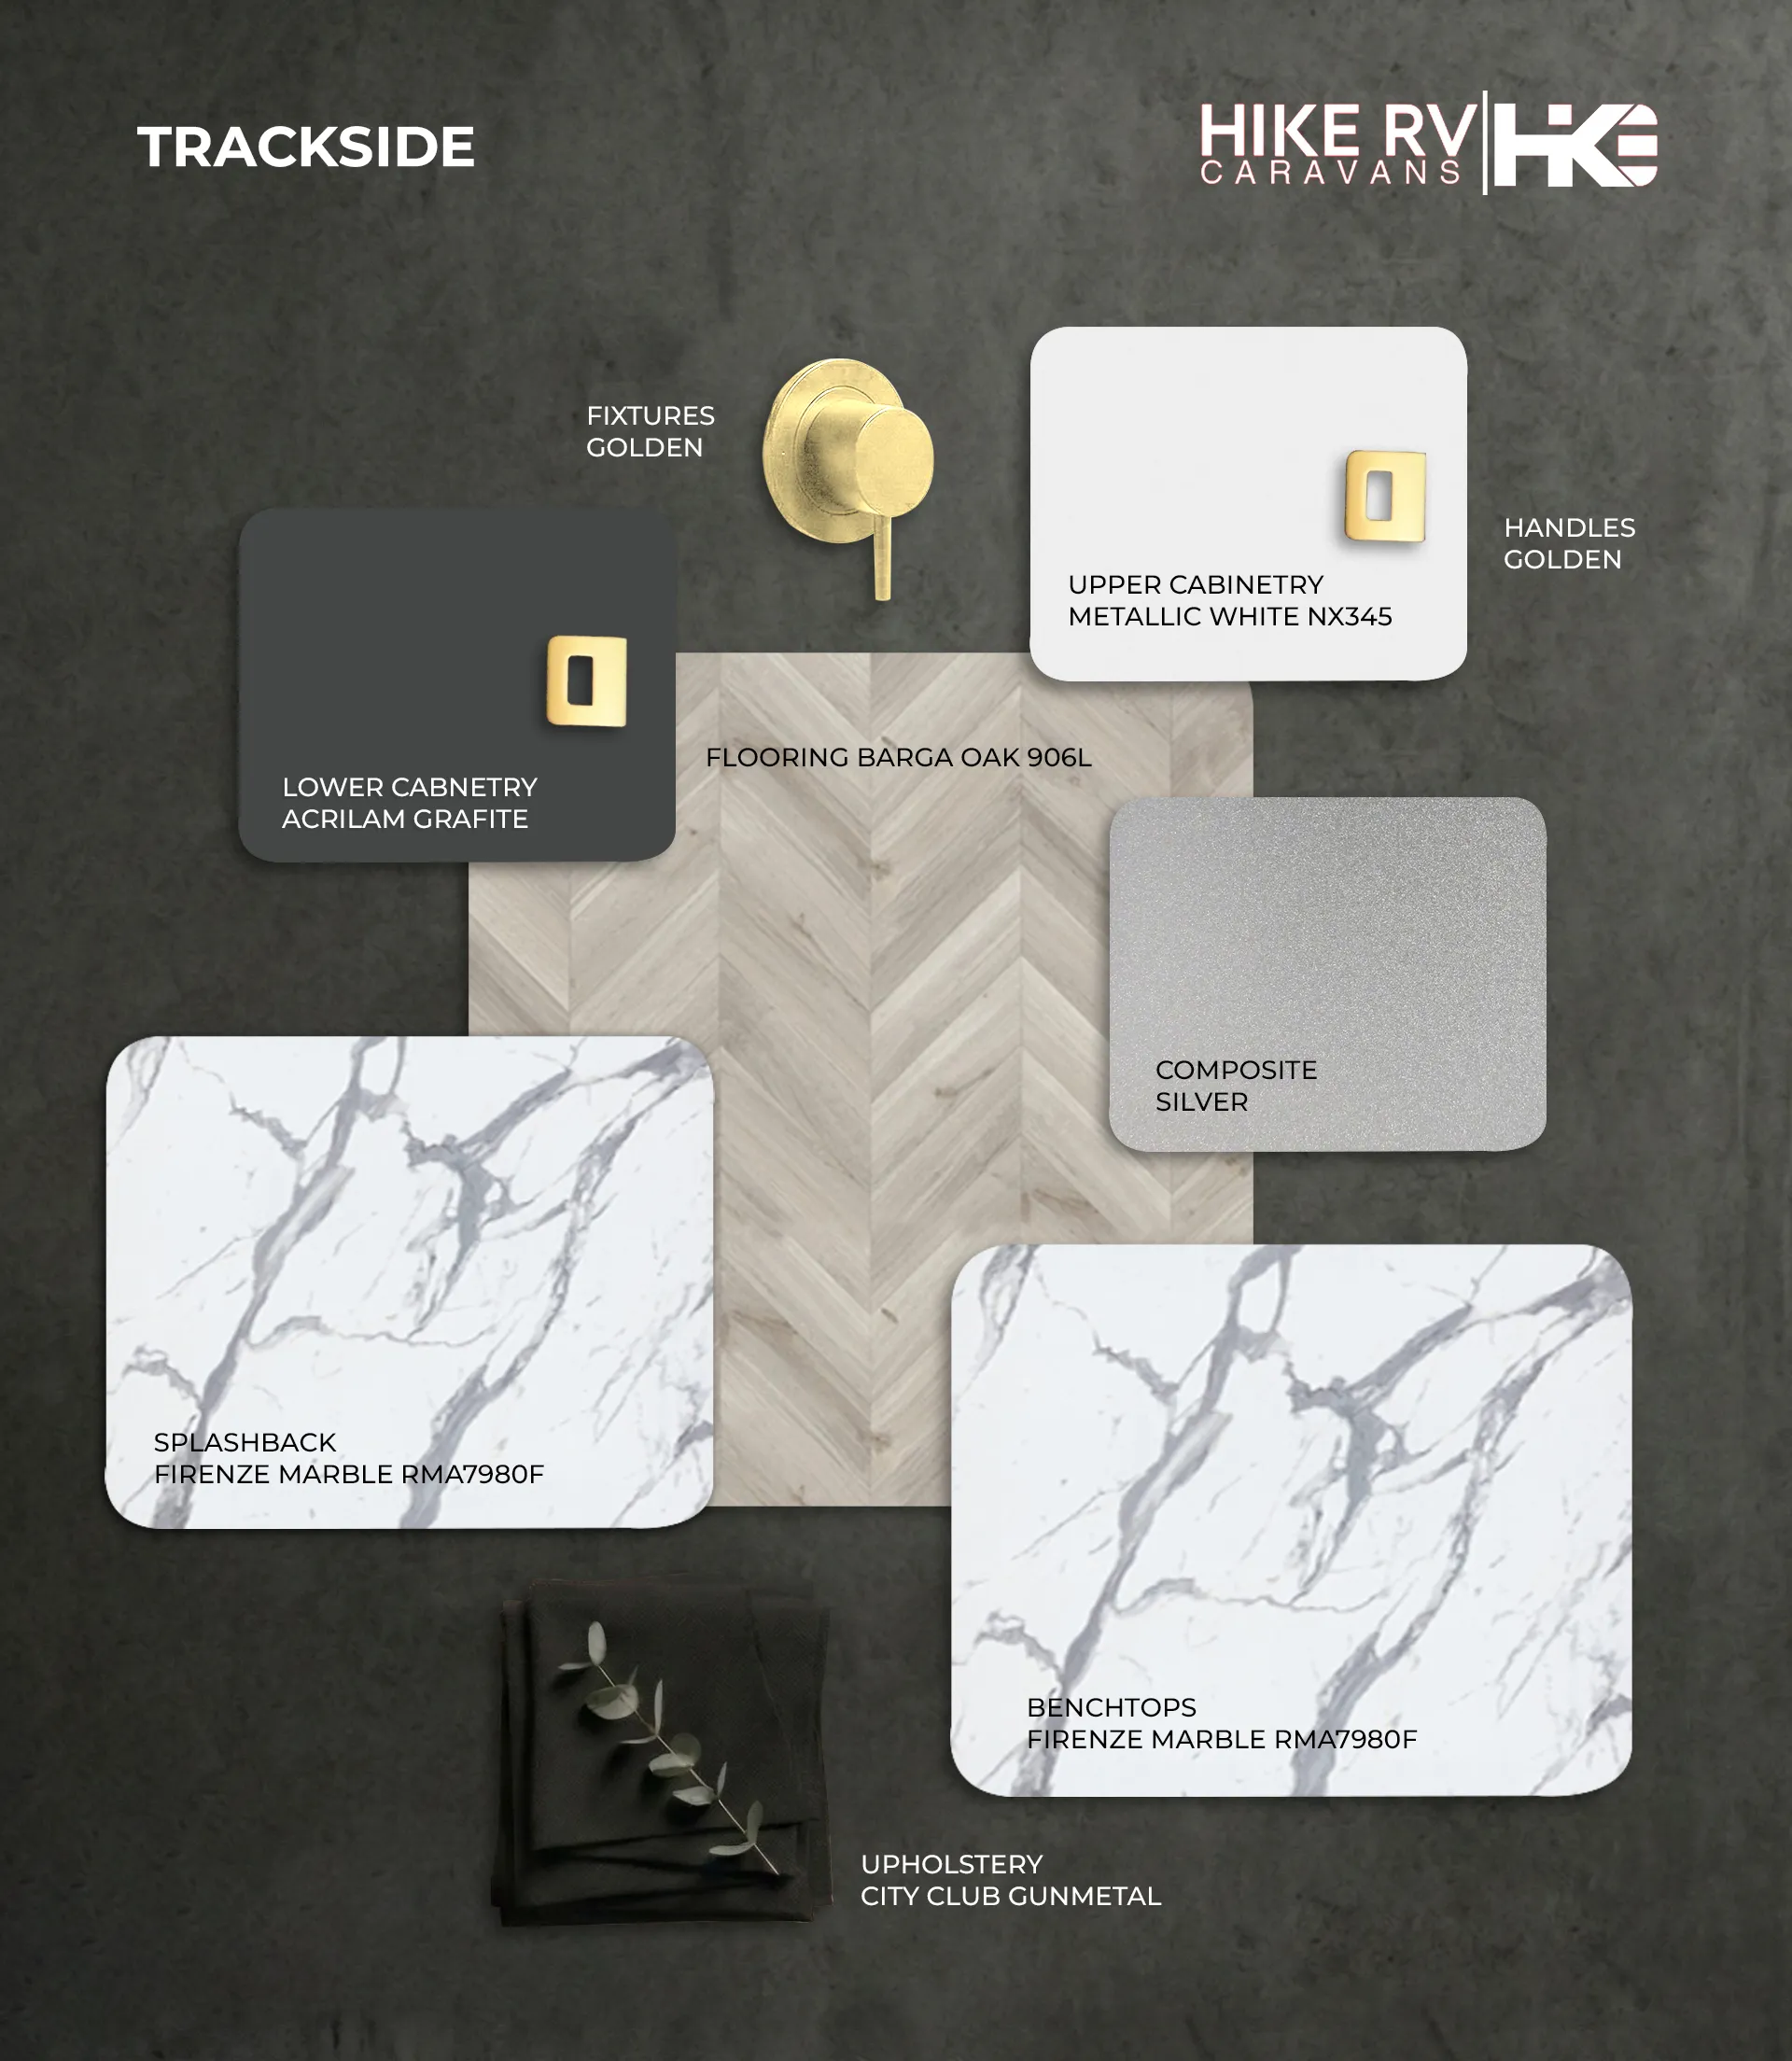 TRACKSIDE
HIKE RV
CARAVANS
HK
FIXTURES
GOLDEN
UPPER CABINETRY
METALLIC WHITE NX345
HANDLES
GOLDEN
LOWER CABNETRY
ACRILAM GRAFITE
FLOORING BARGA OAK 906L
COMPOSITE
SILVER
SPLASHBACK
FIRENZE MARBLE RMA7980F
BENCHTOPS
FIRENZE MARBLE RMA7980F
UPHOLSTERY
CITY CLUB GUNMETAL